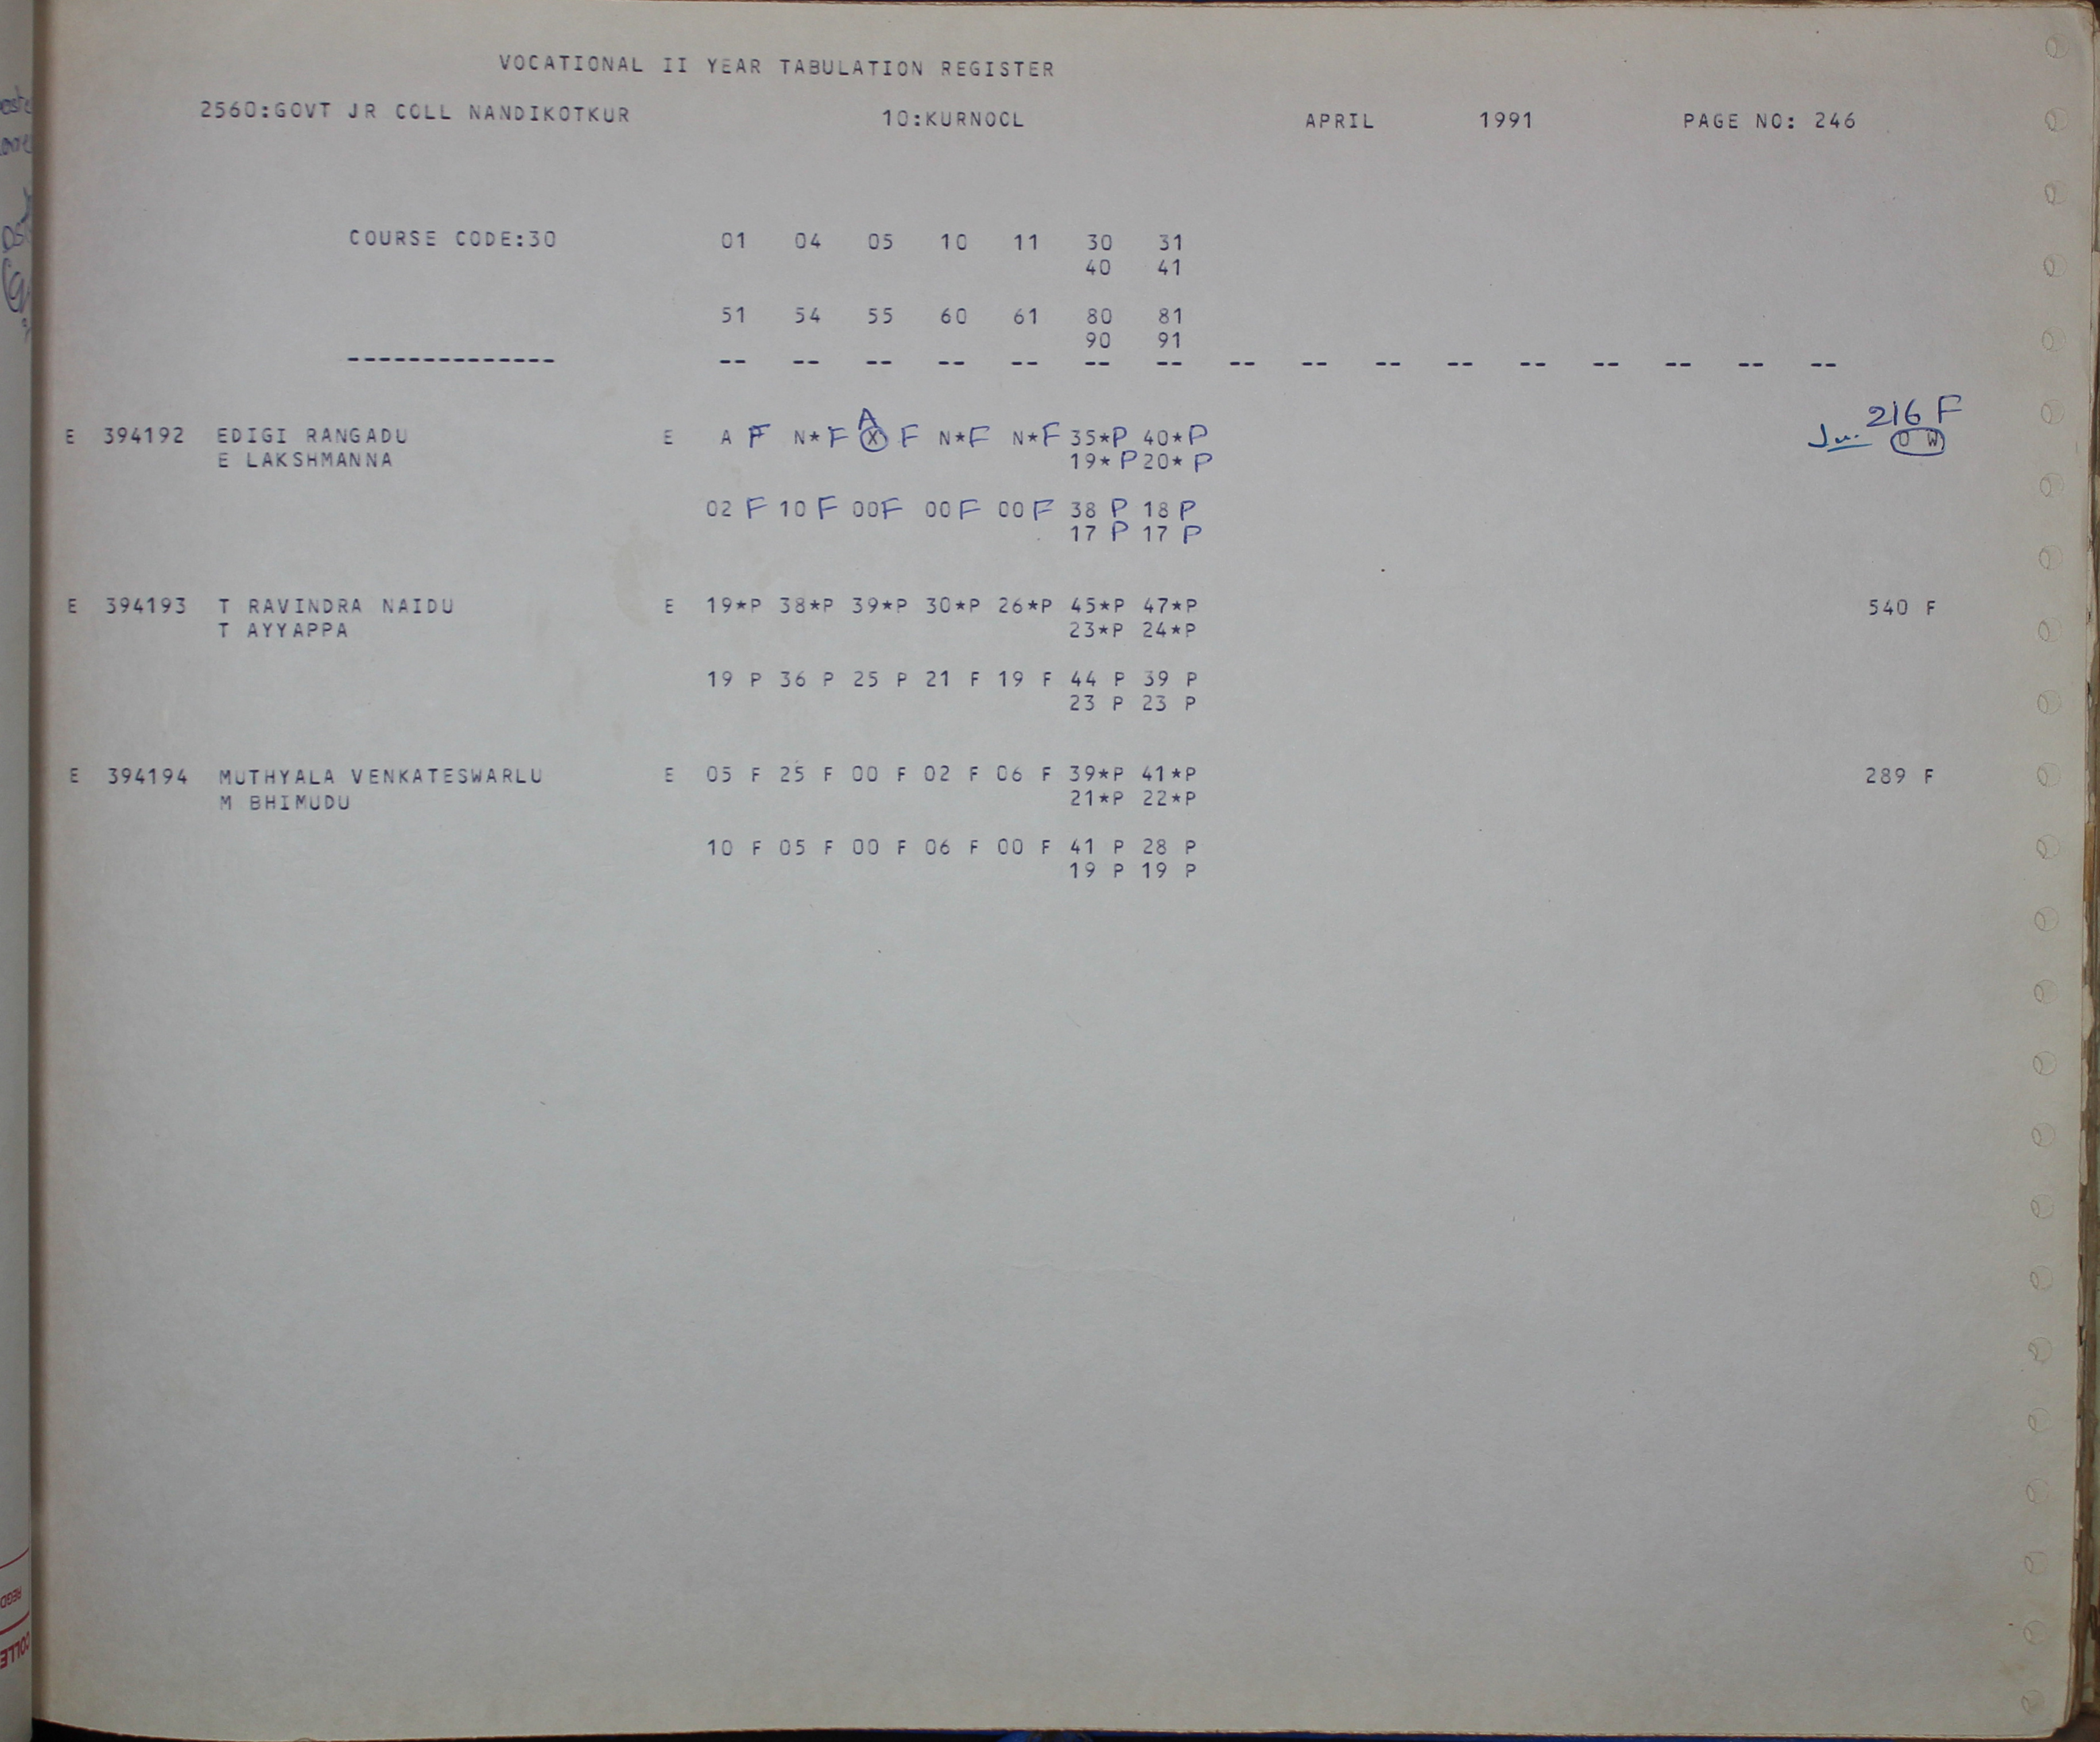 VOCATIONAL II YEAR TABULATION REGISTER
2560:GOVT JR COLL NANDIKOTKUR 10:KURNOOL APRIL 1991 PAGE NO: 246
COURSE CODE:30 01 04 05 10 11 30 31
40 41
51 54 55 60 61 80 81
90 91
-------------- -- -- -- -- -- -- -- -- -- -- -- -- -- -- -- --
A 216 F
E 394192 EDIGI RANGADU E A F N*F X F N*F N*F 35*P 40*P 0 W
E LAKSHMANNA 19*P 20*P
02 F 10 F 00F 00 F 00 F 38 P 18 P
17 P 17 P
E 394193 T RAVINDRA NAIDU E 19*P 38*P 39*P 30*P 26*P 45*P 47*P 540 F
T AYYAPPA 23*P 24*P
19 P 36 P 25 P 21 F 19 F 44 P 39 P
23 P 23 P
E 394194 MUTHYALA VENKATESWARLU E 05 F 25 F 00 F 02 F 06 F 39*P 41*P 289 F
M BHIMUDU 21*P 22*P
10 F 05 F 00 F 06 F 00 F 41 P 28 P
19 P 19 P